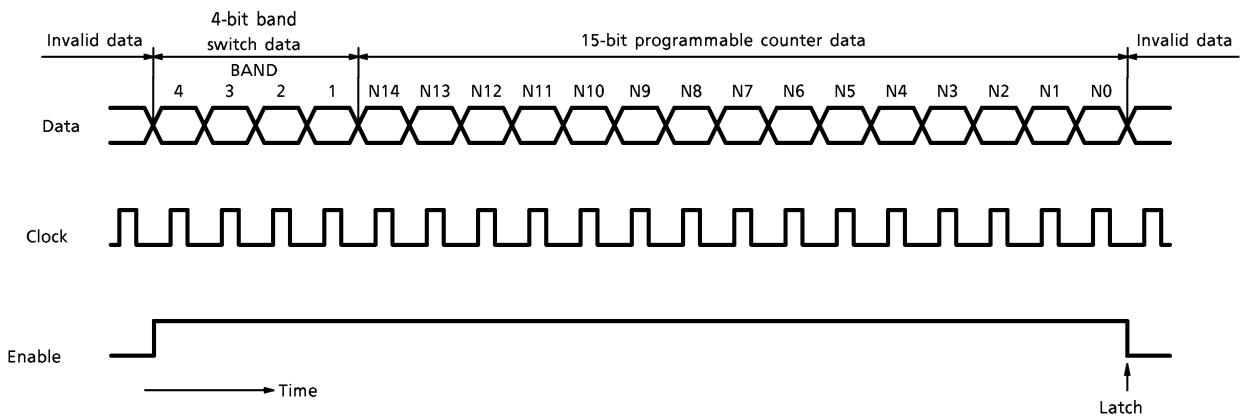 4-bit band
switch data
Invalid data
15-bit programmable counter data
Invalid data
BAND
4 3 2 1 N14 N13 N12 N11 N10 N9 N8 N7 N6 N5 N4 N3 N2 N1 N0
Data
Clock
Enable
Time
Latch